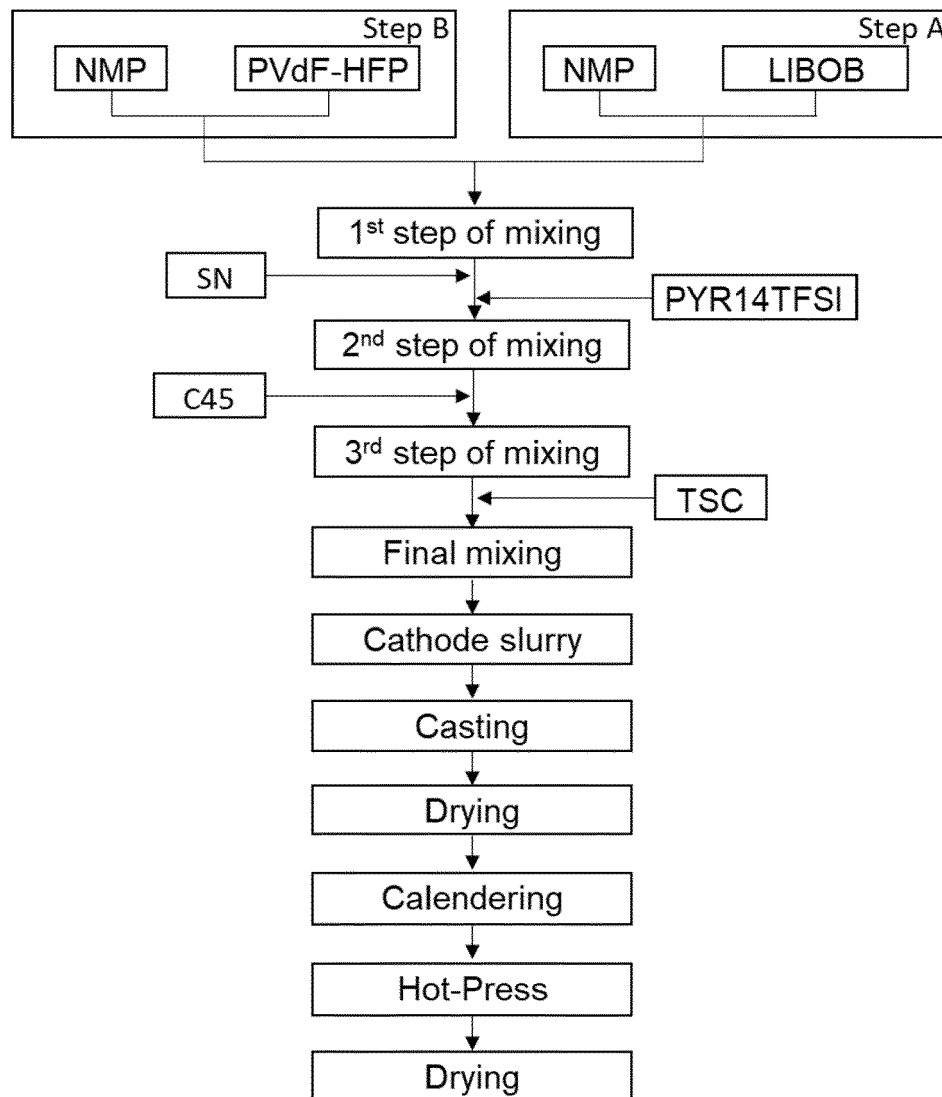 Step B
NMP
PVdF-HFP
Step A
NMP
LIBOB
1st step of mixing
SN
PYR14TFSI
2nd step of mixing
C45
3rd step of mixing
TSC
Final mixing
Cathode slurry
Casting
Drying
Calendering
Hot-Press
Drying